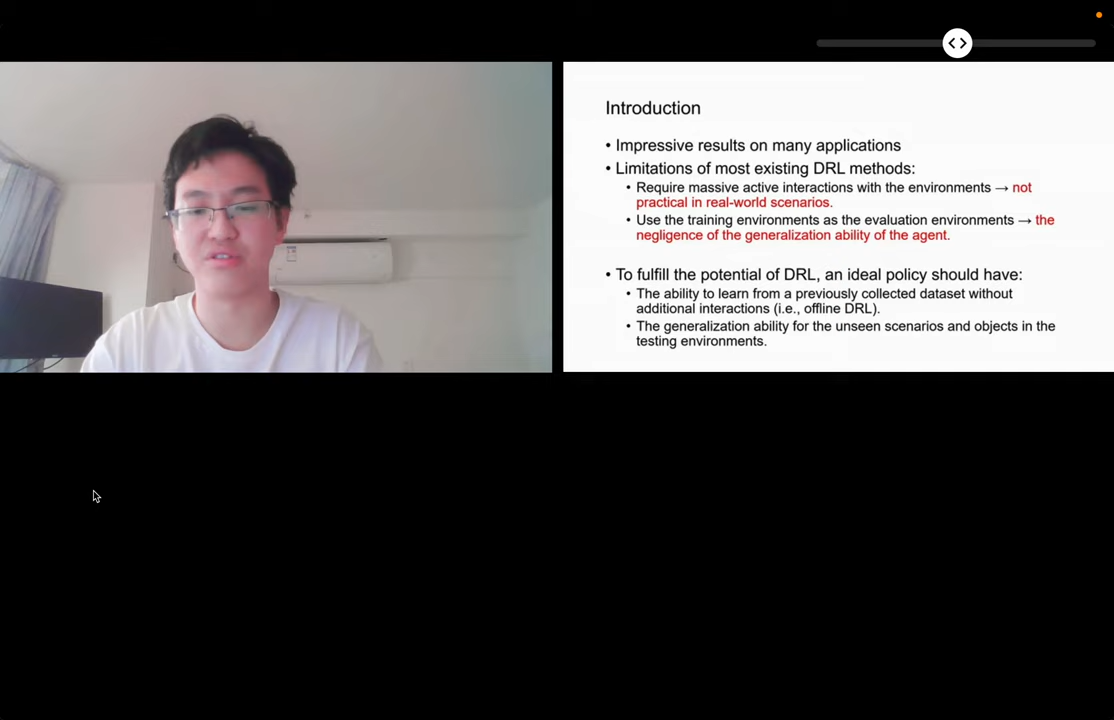 Introduction
• Impressive results on many applications
• Limitations of most existing DRL methods:
• Require massive active interactions with the environments → not
practical in real-world scenarios.
• Use the training environments as the evaluation environments → the
negligence of the generalization ability of the agent.
• To fulfill the potential of DRL, an ideal policy should have:
• The ability to learn from a previously collected dataset without
additional interactions (i.e., offline DRL).
• The generalization ability for the unseen scenarios and objects in the
testing environments.